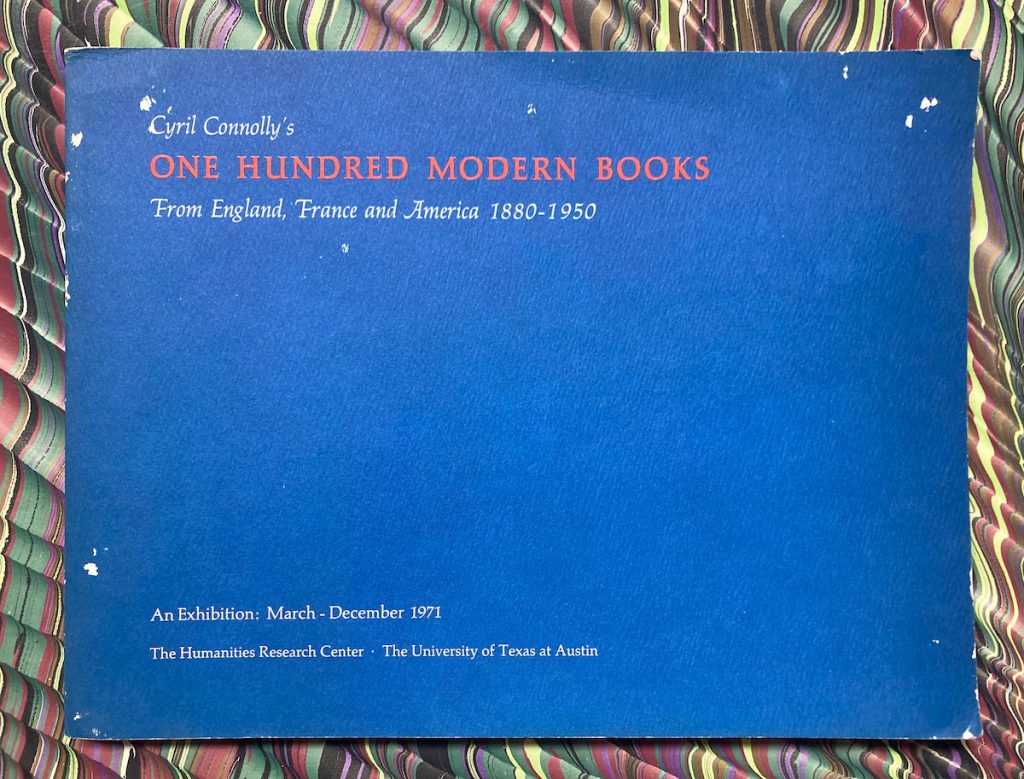 Cyril Connolly's
ONE HUNDRED MODERN BOOKS
From England, France and America 1880-1950
An Exhibition: March - December 1971
The Humanities Research Center · The University of Texas at Austin